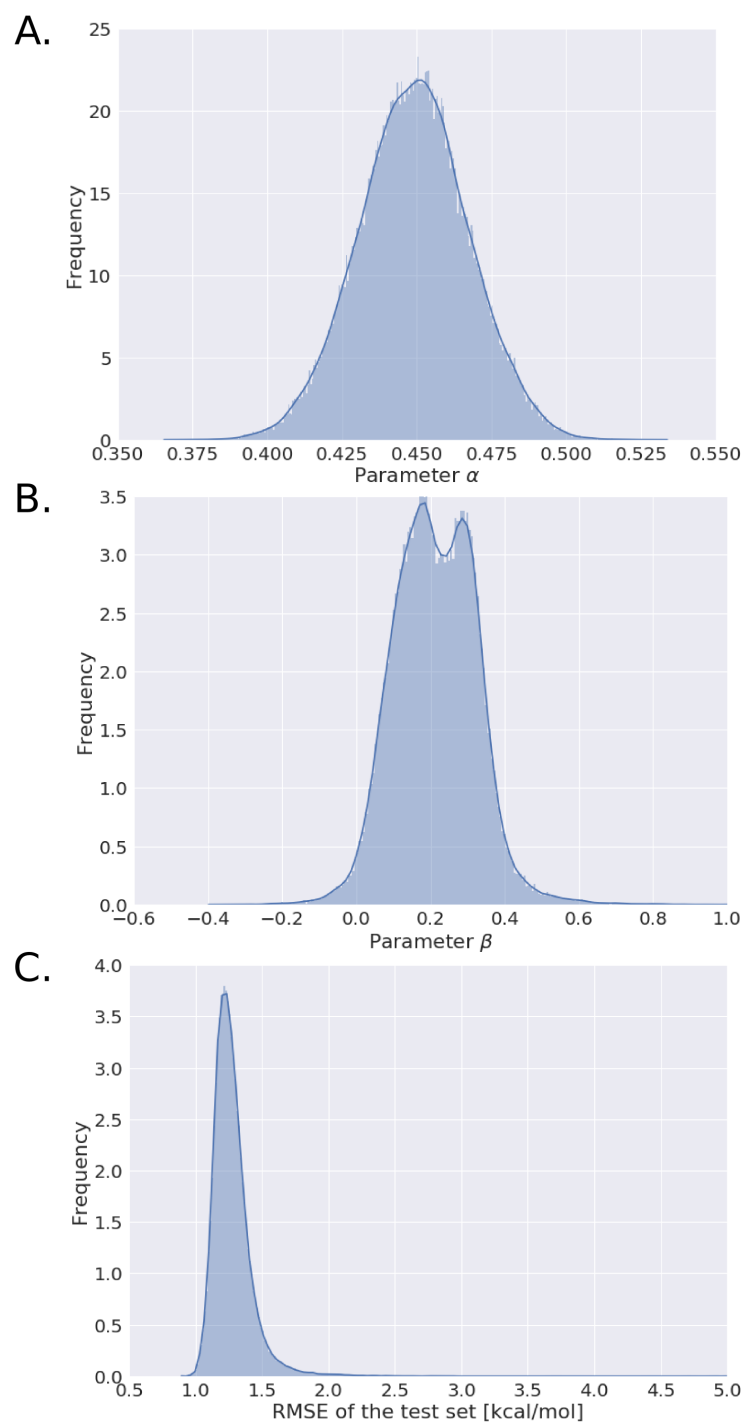 A.
25
20
15
10
5
0
Frequency
0.350 0.375 0.400 0.425 0.450 0.475 0.500 0.525 0.550
Parameter α
B.
3.5
3.0
2.5
2.0
1.5
1.0
0.5
0.0
Frequency
−0.6 −0.4 −0.2 0.0 0.2 0.4 0.6 0.8 1.0
Parameter β
C.
4.0
3.5
3.0
2.5
2.0
1.5
1.0
0.5
0.0
Frequency
0.5 1.0 1.5 2.0 2.5 3.0 3.5 4.0 4.5 5.0
RMSE of the test set [kcal/mol]